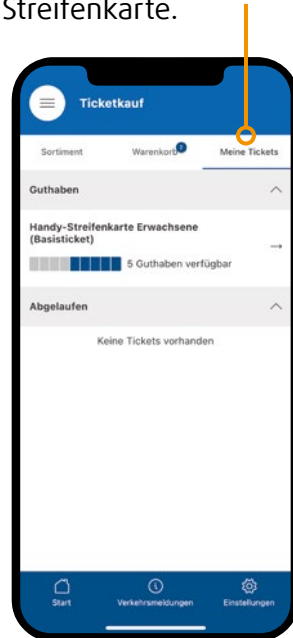 Streifenkarte.
Ticketkauf
Sortiment Warenkorb Meine Tickets
Guthaben
Handy-Streifenkarte Erwachsene
(Basisticket)
5 Guthaben verfügbar
Abgelaufen
Keine Tickets vorhanden
Start Verkehrsmeldungen Einstellungen